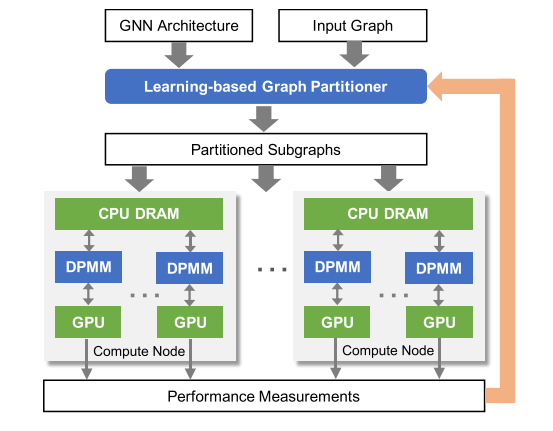 GNN Architecture
Input Graph
Learning-based Graph Partitioner
Partitioned Subgraphs
CPU DRAM
CPU DRAM
DPMM
DPMM
DPMM
DPMM
. . .
. . .
. . .
GPU
GPU
GPU
GPU
Compute Node
Compute Node
Performance Measurements